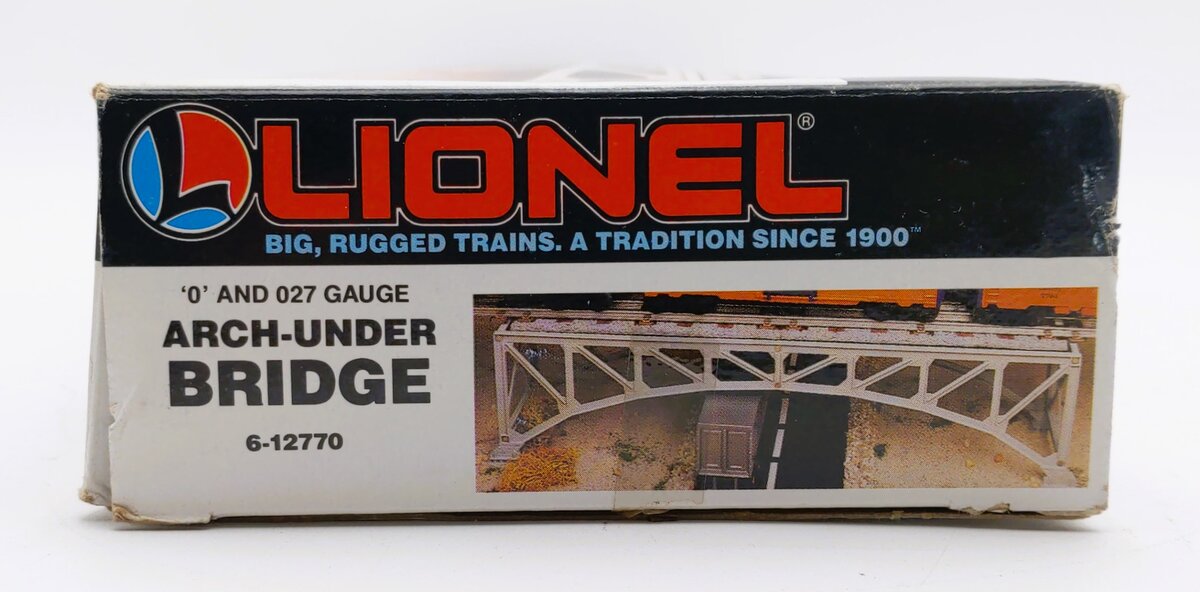 LIONEL®
BIG, RUGGED TRAINS. A TRADITION SINCE 1900™
'0' AND 027 GAUGE
ARCH-UNDER
BRIDGE
6-12770